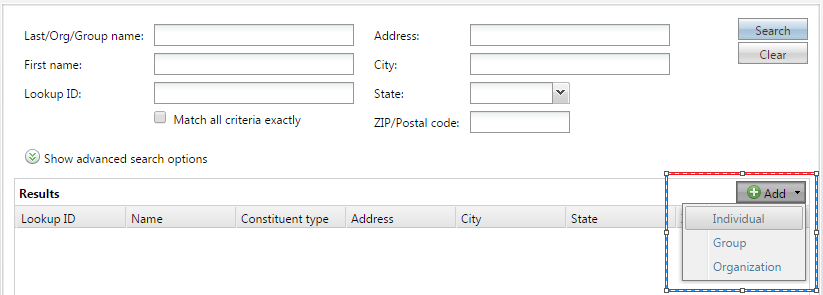 Last/Org/Group name:
Address:
Search
First name:
City:
Clear
Lookup ID:
State:
Match all criteria exactly
ZIP/Postal code:
Show advanced search options
Results
Add
Lookup ID Name Constituent type Address City State
Individual
Group
Organization